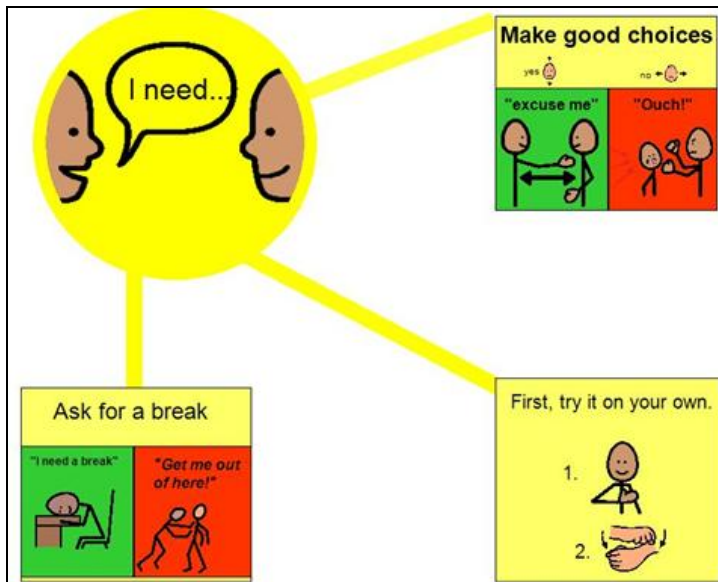 I need...
Make good choices
yes
no
"excuse me"
"Ouch!"
Ask for a break
"I need a break"
"Get me out
of here!"
First, try it on your own.
1.
2.